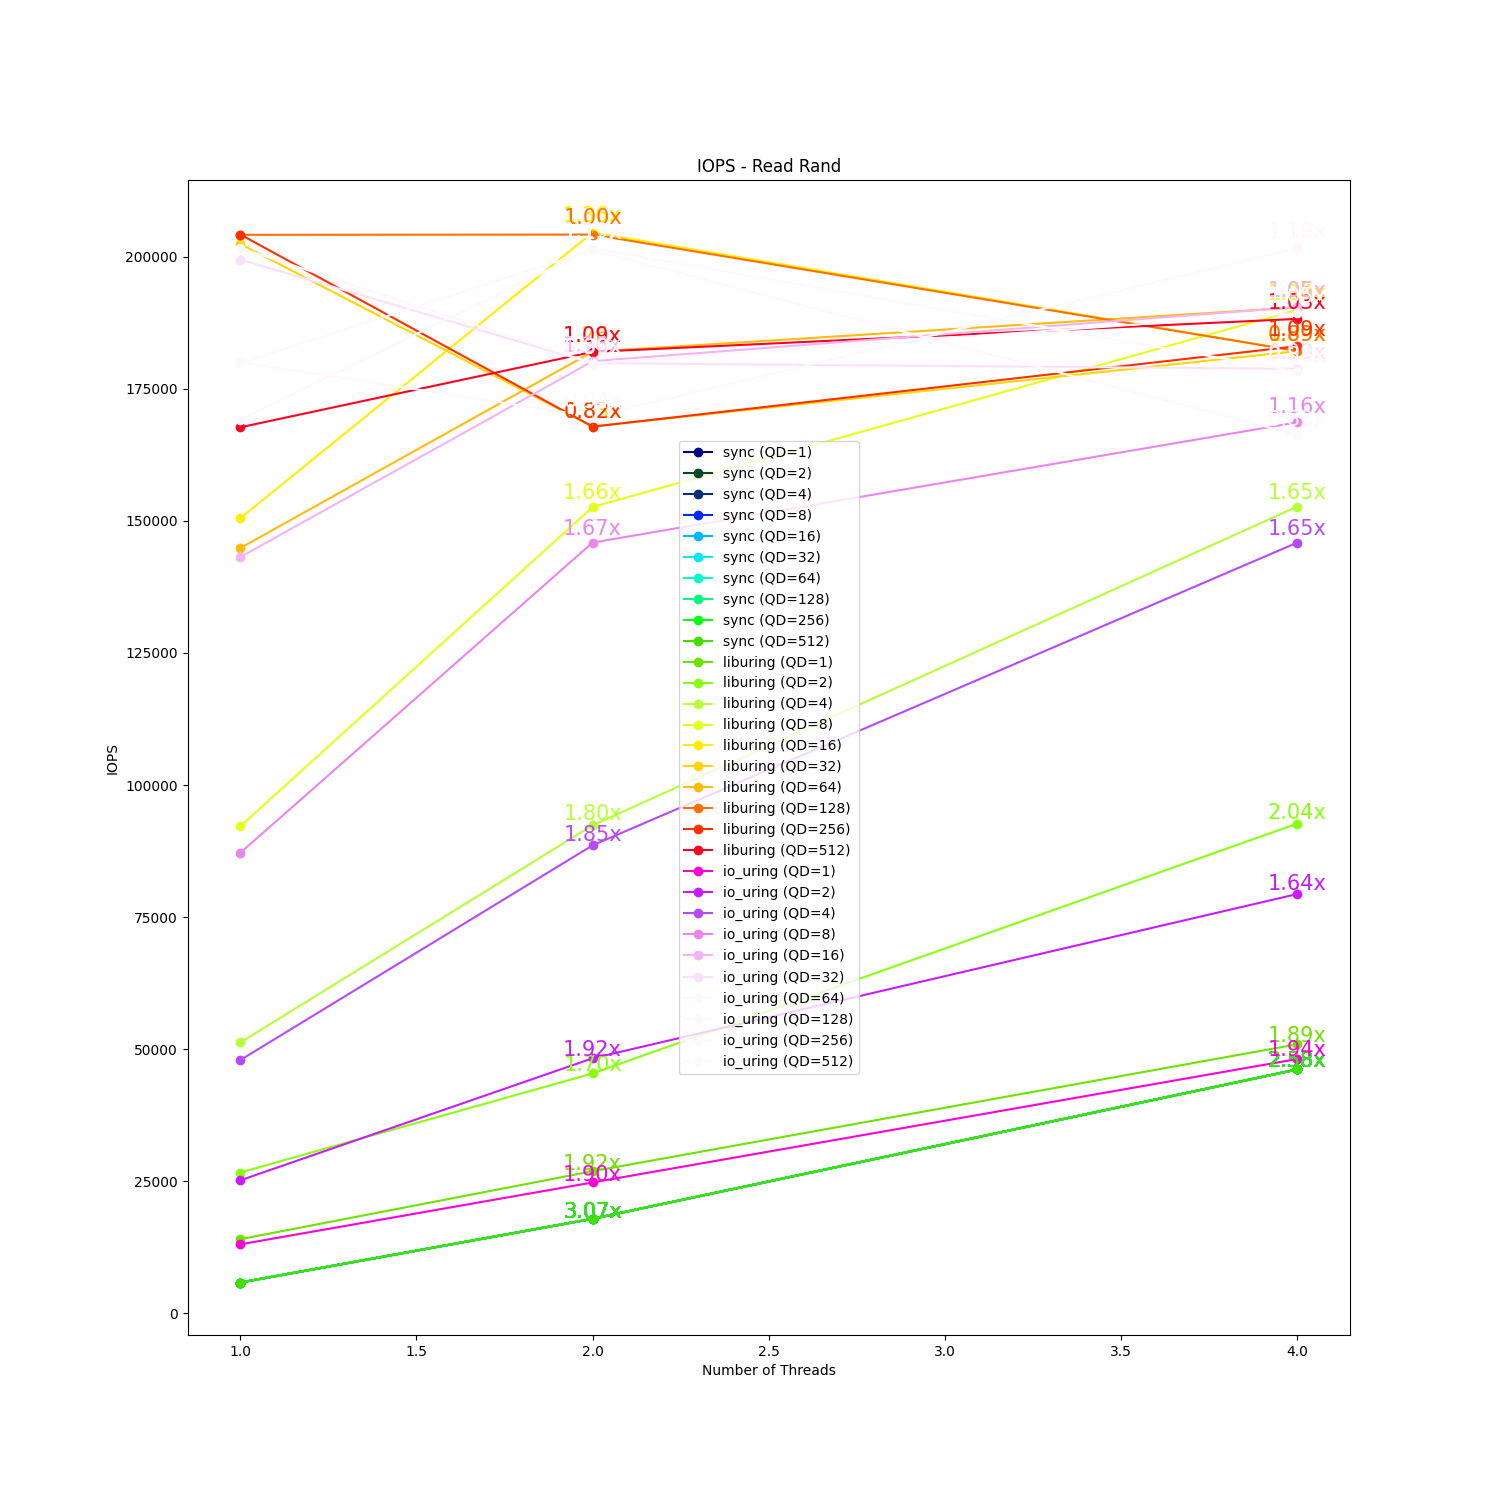 IOPS - Read Rand
IOPS
200000
175000
150000
125000
100000
75000
50000
25000
0
1.00x
1.19x
1.05x
1.03x
1.09x
0.89x
0.82x
1.16x
1.66x
1.67x
1.65x
1.65x
1.80x
1.85x
2.04x
1.64x
1.92x
1.70x
1.89x
1.94x
2.58x
1.92x
1.90x
3.07x
sync (QD=1)
sync (QD=2)
sync (QD=4)
sync (QD=8)
sync (QD=16)
sync (QD=32)
sync (QD=64)
sync (QD=128)
sync (QD=256)
sync (QD=512)
liburing (QD=1)
liburing (QD=2)
liburing (QD=4)
liburing (QD=8)
liburing (QD=16)
liburing (QD=32)
liburing (QD=64)
liburing (QD=128)
liburing (QD=256)
liburing (QD=512)
io_uring (QD=1)
io_uring (QD=2)
io_uring (QD=4)
io_uring (QD=8)
io_uring (QD=16)
io_uring (QD=32)
io_uring (QD=64)
io_uring (QD=128)
io_uring (QD=256)
io_uring (QD=512)
1.0
1.5
2.0
2.5
3.0
3.5
4.0
Number of Threads